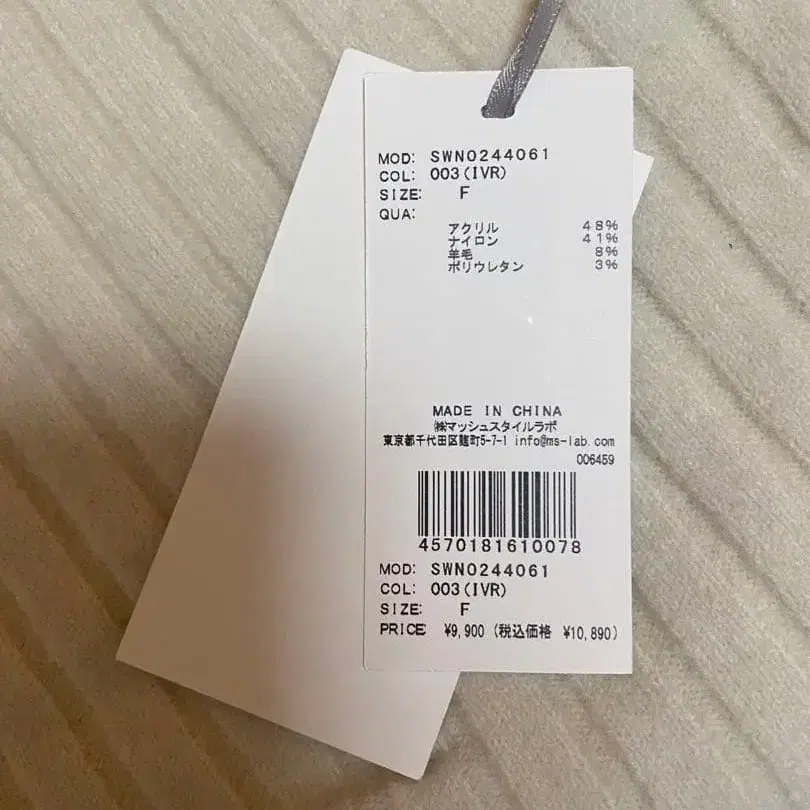 MOD: SWNO244061
COL: 003(IVR)
SIZE: F
QUA:
アクリル 48%
ナイロン 41%
羊毛 8%
ポリウレタン 3%
MADE IN CHINA
㈱マッシュスタイルラボ
東京都千代田区麹町5-7-1 info@ms-lab.com
006459
4570181610078
MOD: SWNO244061
COL: 003(IVR)
SIZE: F
PRICE: ¥9,900 (税込価格 ¥10,890)